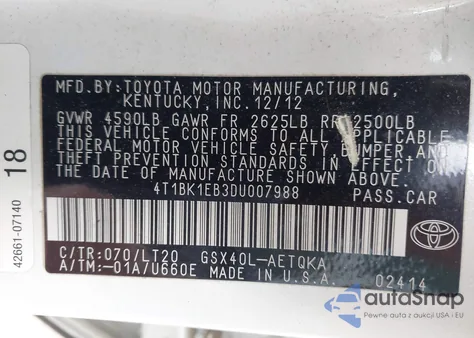 MFD.BY: TOYOTA MOTOR MANUFACTURING,
KENTUCKY, INC. 12/12
GVWR 4590LB GAWR FR 2625LB RR 2500LB
THIS VEHICLE CONFORMS TO ALL APPLICABLE
FEDERAL MOTOR VEHICLE SAFETY, BUMPER, AND
THEFT PREVENTION STANDARDS IN EFFECT ON
THE DATE OF MANUFACTURE SHOWN ABOVE.
4T1BK1EB3DU007988 PASS.CAR
C/TR:070/LT20 GSX40L-AETQKA
A/TM:-01A/U660E MADE IN U.S.A. 02414
TOYOTA
42661-07140
18
autaSnap
Pewne auta z aukcji USA i EU